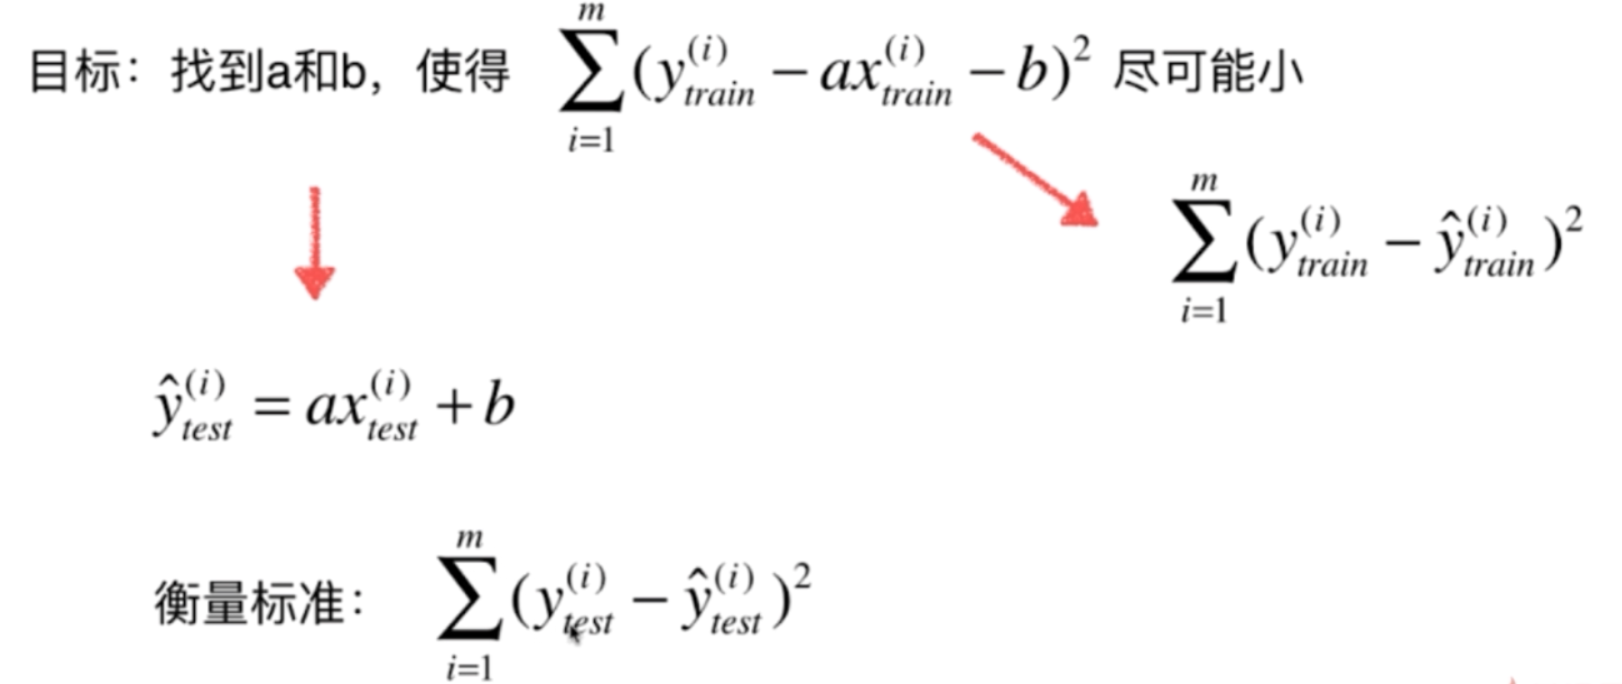 目标：找到a和b，使得 $\sum_{i=1}^{m}(y_{train}^{(i)} - ax_{train}^{(i)} - b)^2$ 尽可能小
$\sum_{i=1}^{m}(y_{train}^{(i)} - \hat{y}_{train}^{(i)})^2$
$\hat{y}_{test}^{(i)} = ax_{test}^{(i)} + b$
衡量标准： $\sum_{i=1}^{m}(y_{test}^{(i)} - \hat{y}_{test}^{(i)})^2$